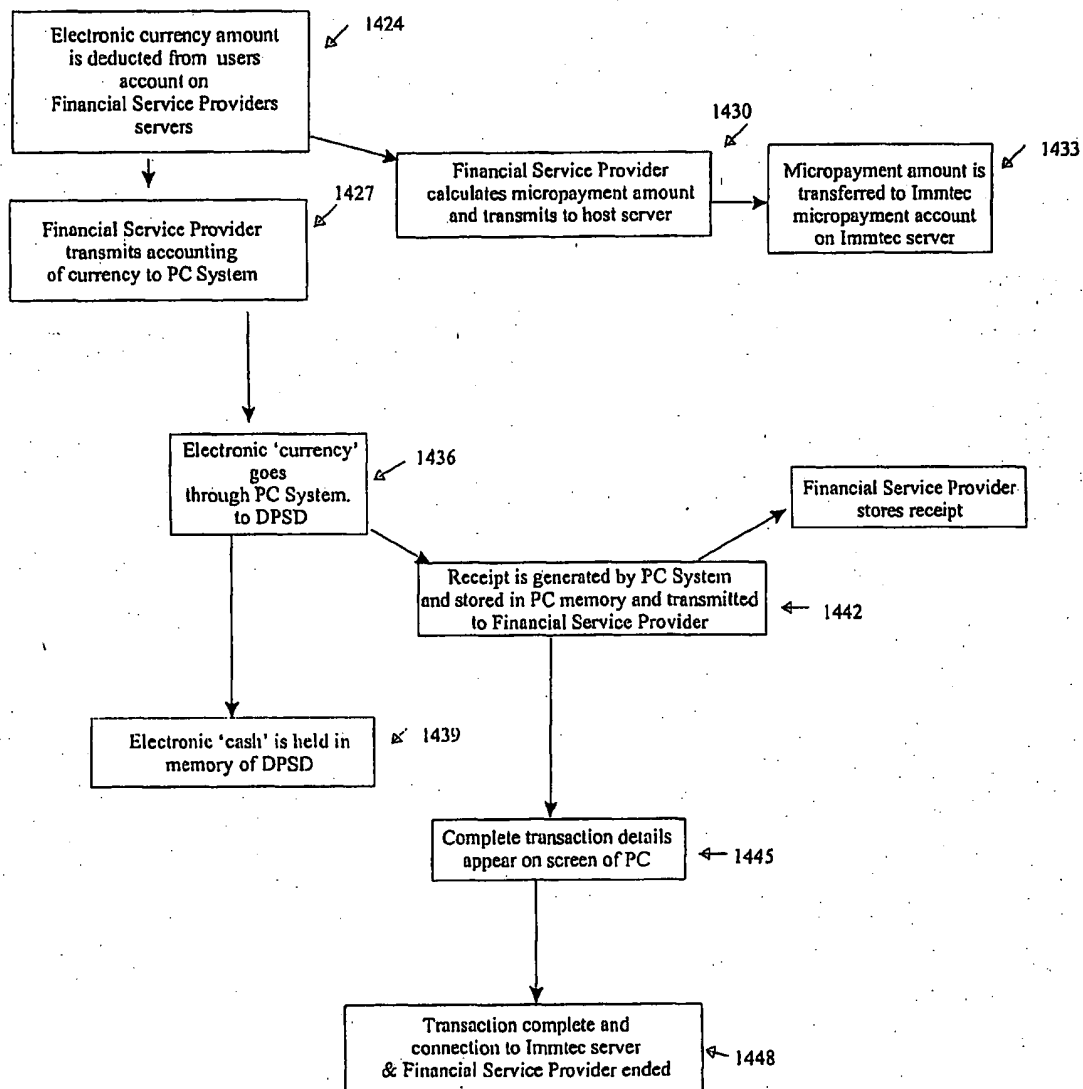 Electronic currency amount
is deducted from users
account on
Financial Service Providers
servers
1424
Financial Service Provider
transmits accounting
of currency to PC System
1427
Financial Service Provider
calculates micropayment amount
and transmits to host server
1430
Micropayment amount is
transferred to Immtec
micropayment account
on Immtec server
1433
Electronic 'currency'
goes
through PC System.
to DPSD
1436
Financial Service Provider
stores receipt
Receipt is generated by PC System
and stored in PC memory and transmitted
to Financial Service Provider
1442
Electronic 'cash' is held in
memory of DPSD
1439
Complete transaction details
appear on screen of PC
1445
Transaction complete and
connection to Immtec server
& Financial Service Provider ended
1448